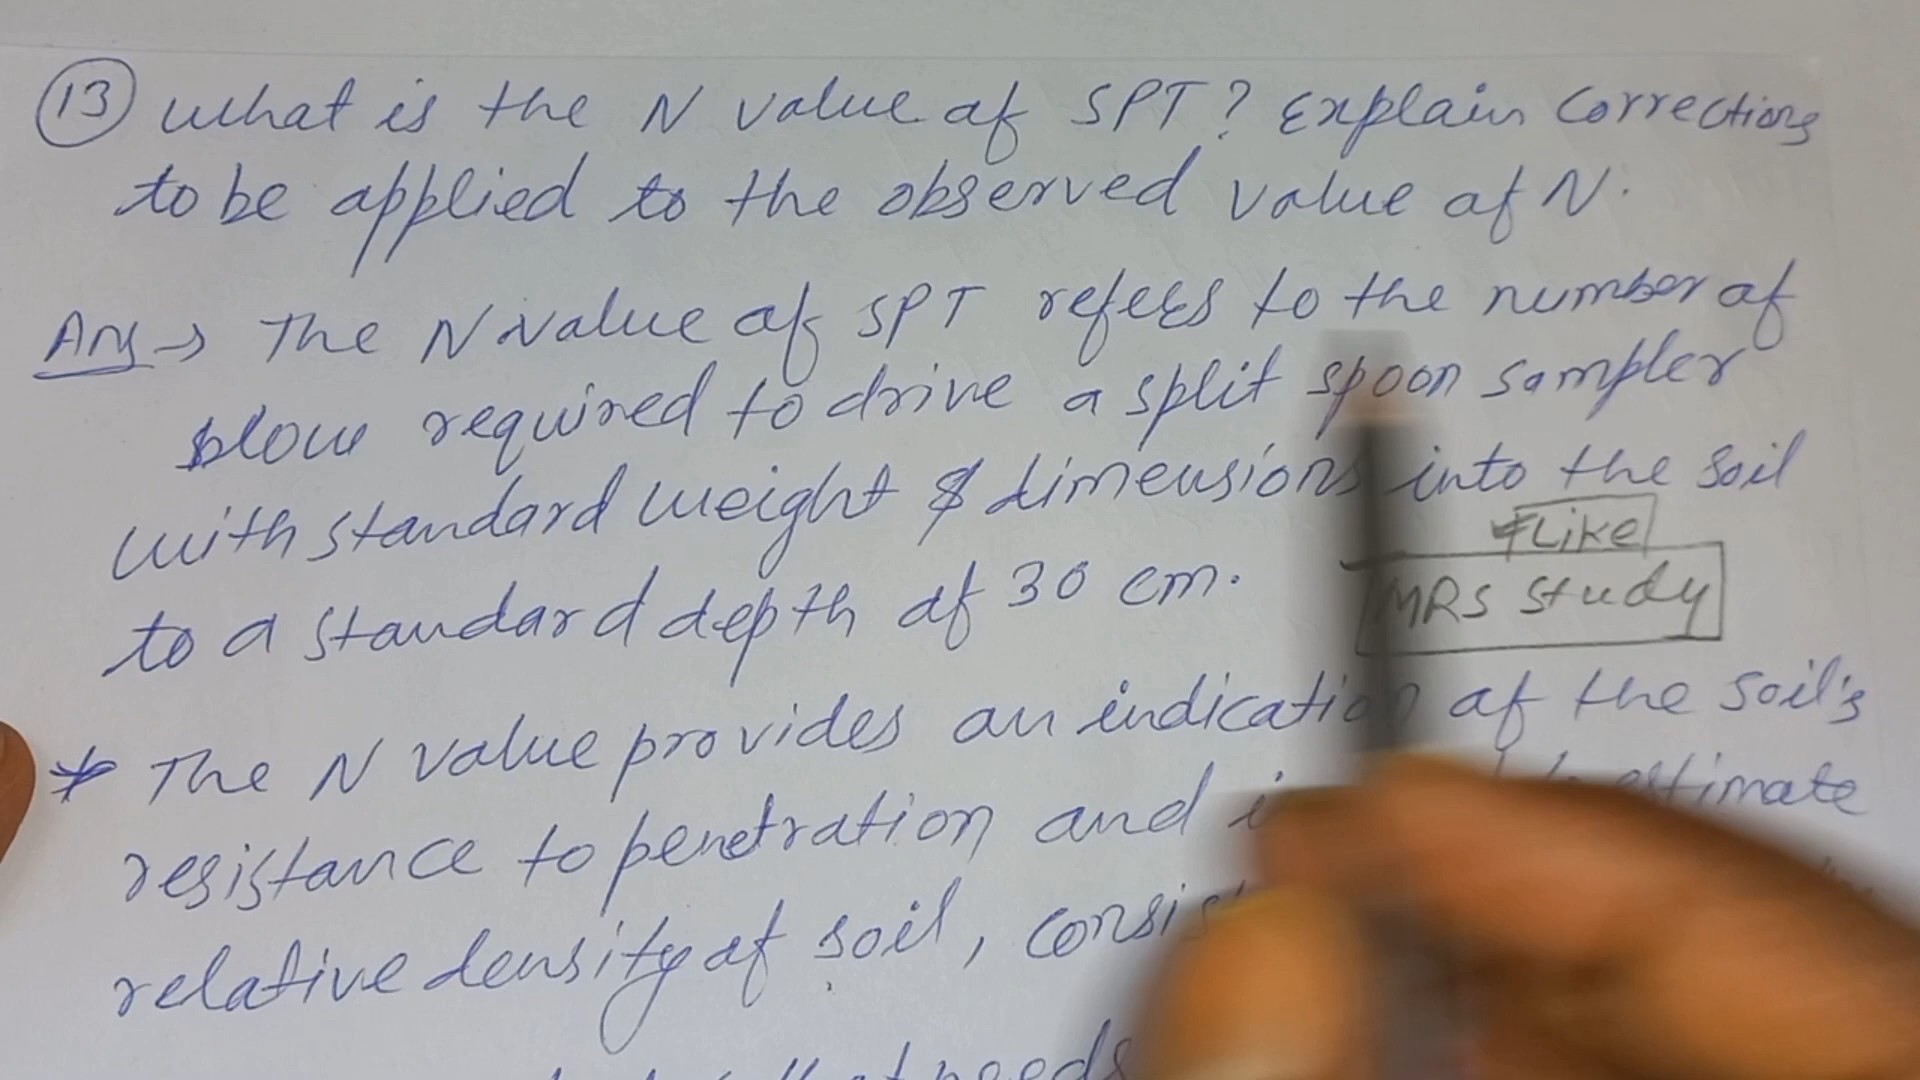 13 What is the N value of SPT? Explain Corrections
to be applied to the observed value of N.
Ans → The N value of SPT refers to the number of
blow required to drive a split spoon sampler
with standard weight & dimensions into the soil
Like
to a standard depth of 30 cm.
MRS Study
* The N value provides an indication of the soil's
resistance to penetration and estimate
relative density of soil,
needs